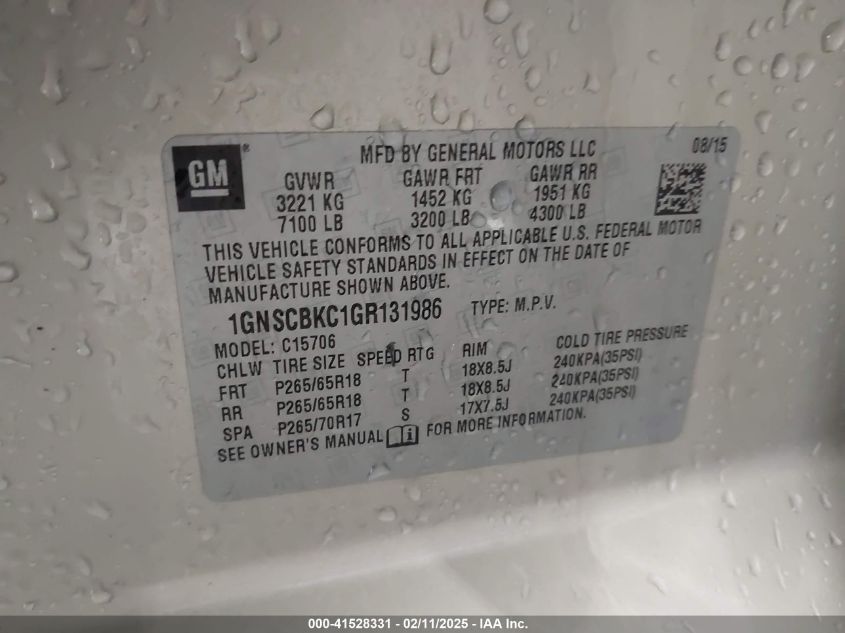 GM ®
MFD BY GENERAL MOTORS LLC 08/15
GVWR GAWR FRT GAWR RR
3221 KG 1452 KG 1951 KG
7100 LB 3200 LB 4300 LB
THIS VEHICLE CONFORMS TO ALL APPLICABLE U.S. FEDERAL MOTOR
VEHICLE SAFETY STANDARDS IN EFFECT ON THE DATE OF
MANUFACTURE SHOWN ABOVE.
1GNSCBKC1GR131986 TYPE: M.P.V.
MODEL: C15706
CHLW TIRE SIZE SPEED RTG RIM COLD TIRE PRESSURE
FRT P265/65R18 T 18X8.5J 240KPA(35PSI)
RR P265/65R18 T 18X8.5J 240KPA(35PSI)
SPA P265/70R17 S 17X7.5J 240KPA(35PSI)
SEE OWNER'S MANUAL FOR MORE INFORMATION.
000-41528331 - 02/11/2025 - IAA Inc.